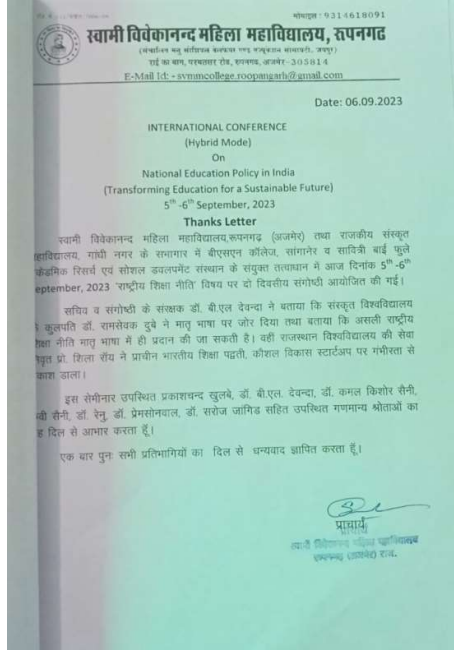 मोबाइल : 9314618091
स्वामी विवेकानन्द महिला महाविद्यालय, रूपनगढ
राई का बाग, परबतसर रोड, रूपनगढ, अजमेर-305814
E-Mail Id: - svmmcollege.roopangarh@gmail.com
Date: 06.09.2023
INTERNATIONAL CONFERENCE
(Hybrid Mode)
On
National Education Policy in India
(Transforming Education for a Sustainable Future)
5th -6th September, 2023
Thanks Letter
स्वामी विवेकानन्द महिला महाविद्यालय,रूपनगढ़ (अजमेर) तथा राजकीय संस्कृत
हाविद्यालय, गांधी नगर के सभागार में बीएसएन कॉलेज, सांगानेर व सावित्री बाई फूले
केडमिक रिसर्च एवं सोशल डवलपमेंट संस्थान के संयुक्त तत्वाधान में आज दिनांक 5th -6th
eptember, 2023 'राष्ट्रीय शिक्षा नीति' विषय पर दो दिवसीय संगोष्ठी आयोजित की गई।
सचिव व संगोष्ठी के संरक्षक डॉ. बी.एल देवन्दा ने बताया कि संस्कृत विश्वविद्यालय
कुलपति डॉ. रामसेवक दुबे ने मातृ भाषा पर जोर दिया तथा बताया कि असली राष्ट्रीय
क्षा नीति मातृ भाषा में ही प्रदान की जा सकती है। वहीं राजस्थान विश्वविद्यालय की सेवा
वृत प्रो. शिला रॉय ने प्राचीन भारतीय शिक्षा पद्वती, कौशल विकास स्टार्टअप पर गंभीरता से
काश डाला।
इस सेमीनार उपस्थित प्रकाशचन्द खुलबे, डॉ. बी.एल. देवन्दा, डॉ. कमल किशोर सैनी,
वी सैनी, डॉ. रेनु, डॉ. प्रेमसोनवाल, डॉ. सरोज जांगिड सहित उपस्थित गणमान्य श्रोताओं का
ह दिल से आभार करता हूँ।
एक बार पुनः सभी प्रतिभागियों का दिल से धन्यवाद ज्ञापित करता हूँ।
प्राचार्य
स्वामी विवेकानन्द महिला महाविद्यालय
रूपनगढ़ (अजमेर) राज.